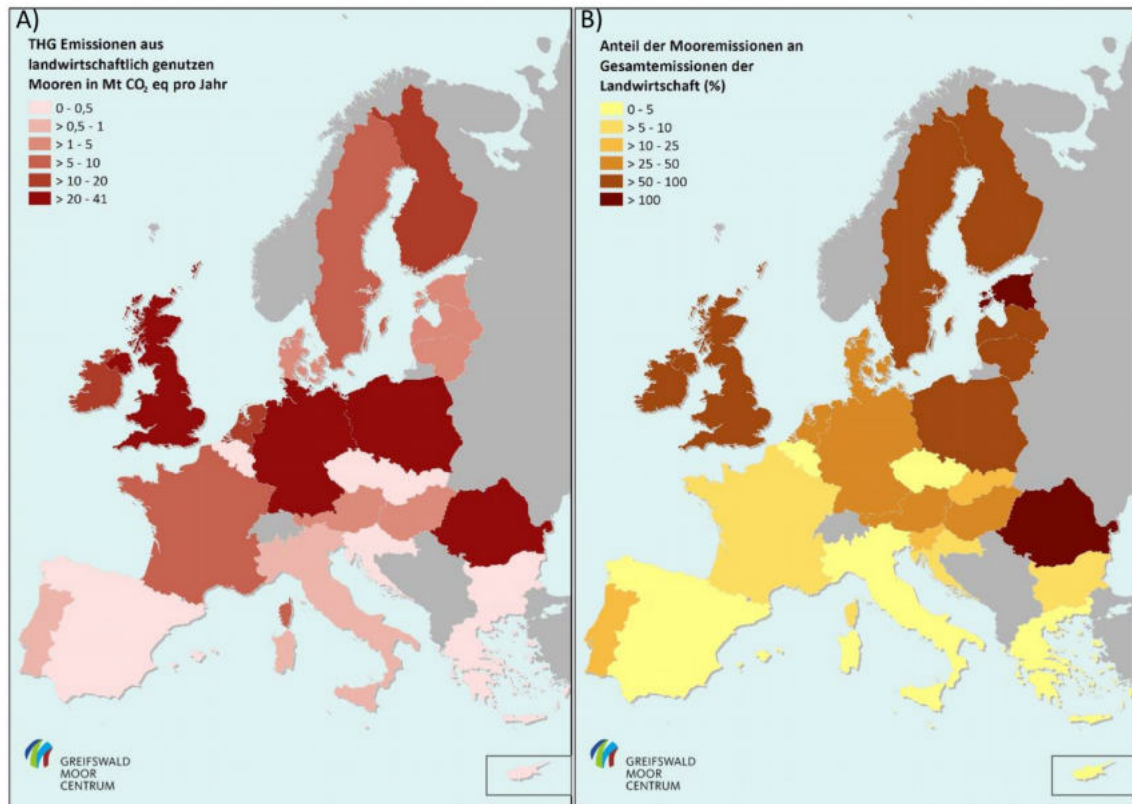 A)
THG Emissionen aus
landwirtschaftlich genutzen
Mooren in Mt CO₂ eq pro Jahr
0 - 0,5
> 0,5 - 1
> 1 - 5
> 5 - 10
> 10 - 20
> 20 - 41
GREIFSWALD
MOOR
CENTRUM
B)
Anteil der Mooremissionen an
Gesamtemissionen der
Landwirtschaft (%)
0 - 5
> 5 - 10
> 10 - 25
> 25 - 50
> 50 - 100
> 100
GREIFSWALD
MOOR
CENTRUM